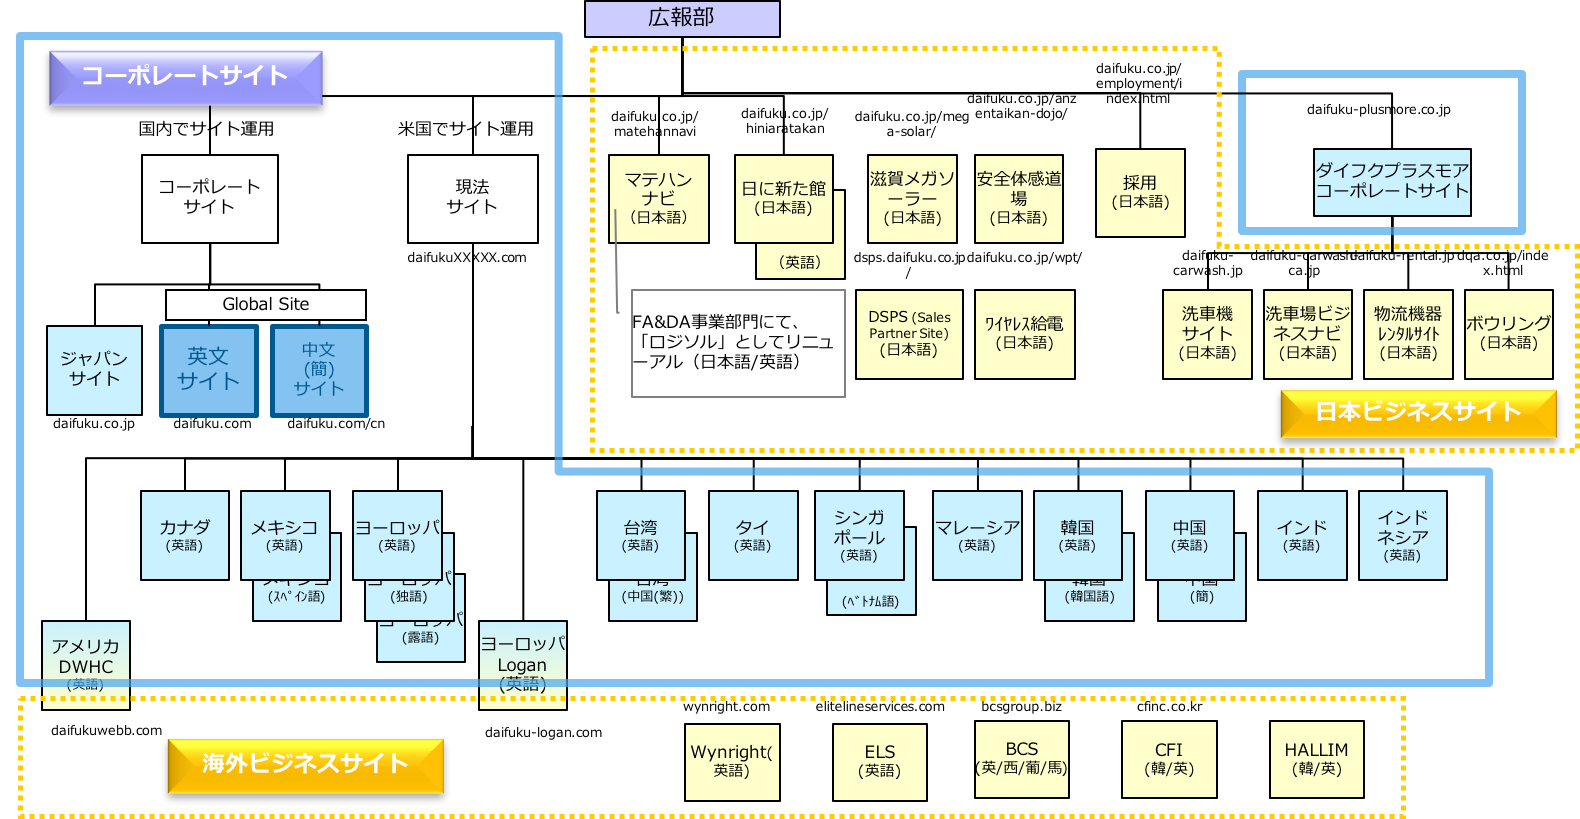 広報部
コーポレートサイト
国内でサイト運用
米国でサイト運用
コーポレート
サイト
現法
サイト
daifukuXXXXX.com
Global Site
ジャパン
サイト
daifuku.co.jp
英文
サイト
daifuku.com
中文
(簡)
サイト
daifuku.com/cn
daifuku.co.jp/
matehannavi
マテハン
ナビ
（日本語）
daifuku.co.jp/
hiniaratakan
日に新た館
(日本語)
（英語）
daifuku.co.jp/meg
a-solar/
滋賀メガソ
ーラー
(日本語)
daifuku.co.jp/anz
entaikan-dojo/
安全体感道
場
(日本語)
daifuku.co.jp/
employment/i
ndex.html
採用
(日本語)
daifuku-plusmore.co.jp
ダイフクプラスモア
コーポレートサイト
FA&DA事業部門にて、
「ロジソル」としてリニュ
ーアル（日本語/英語）
dsps.daifuku.co.jp
/
DSPS (Sales
Partner Site)
(日本語)
daifuku.co.jp/wpt/
ﾜｲﾔﾚｽ給電
(日本語)
daifuku-
carwash.jp
洗車機
サイト
(日本語)
daifuku-carwash-
ca.jp
洗車場ビジ
ネスナビ
(日本語)
daifuku-rental.jp
物流機器
ﾚﾝﾀﾙｻｲﾄ
(日本語)
dqa.co.jp/inde
x.html
ボウリング
(日本語)
日本ビジネスサイト
カナダ
(英語)
メキシコ
(英語)
メキシコ
(ｽﾍﾟｲﾝ語)
ヨーロッパ
(英語)
ヨーロッパ
(独語)
ヨーロッパ
(露語)
台湾
(英語)
台湾
(中国(繁))
タイ
(英語)
シンガ
ポール
(英語)
(ﾍﾞﾄﾅﾑ語)
マレーシア
(英語)
韓国
(英語)
韓国
(韓国語)
中国
(英語)
中国
(簡)
インド
(英語)
インド
ネシア
(英語)
アメリカ
DWHC
(英語)
daifukuwebb.com
ヨーロッパ
Logan
(英語)
daifuku-logan.com
海外ビジネスサイト
wynright.com
Wynright(
英語)
elitelineservices.com
ELS
(英語)
bcsgroup.biz
BCS
(英/西/葡/馬)
cfinc.co.kr
CFI
(韓/英)
HALLIM
(韓/英)